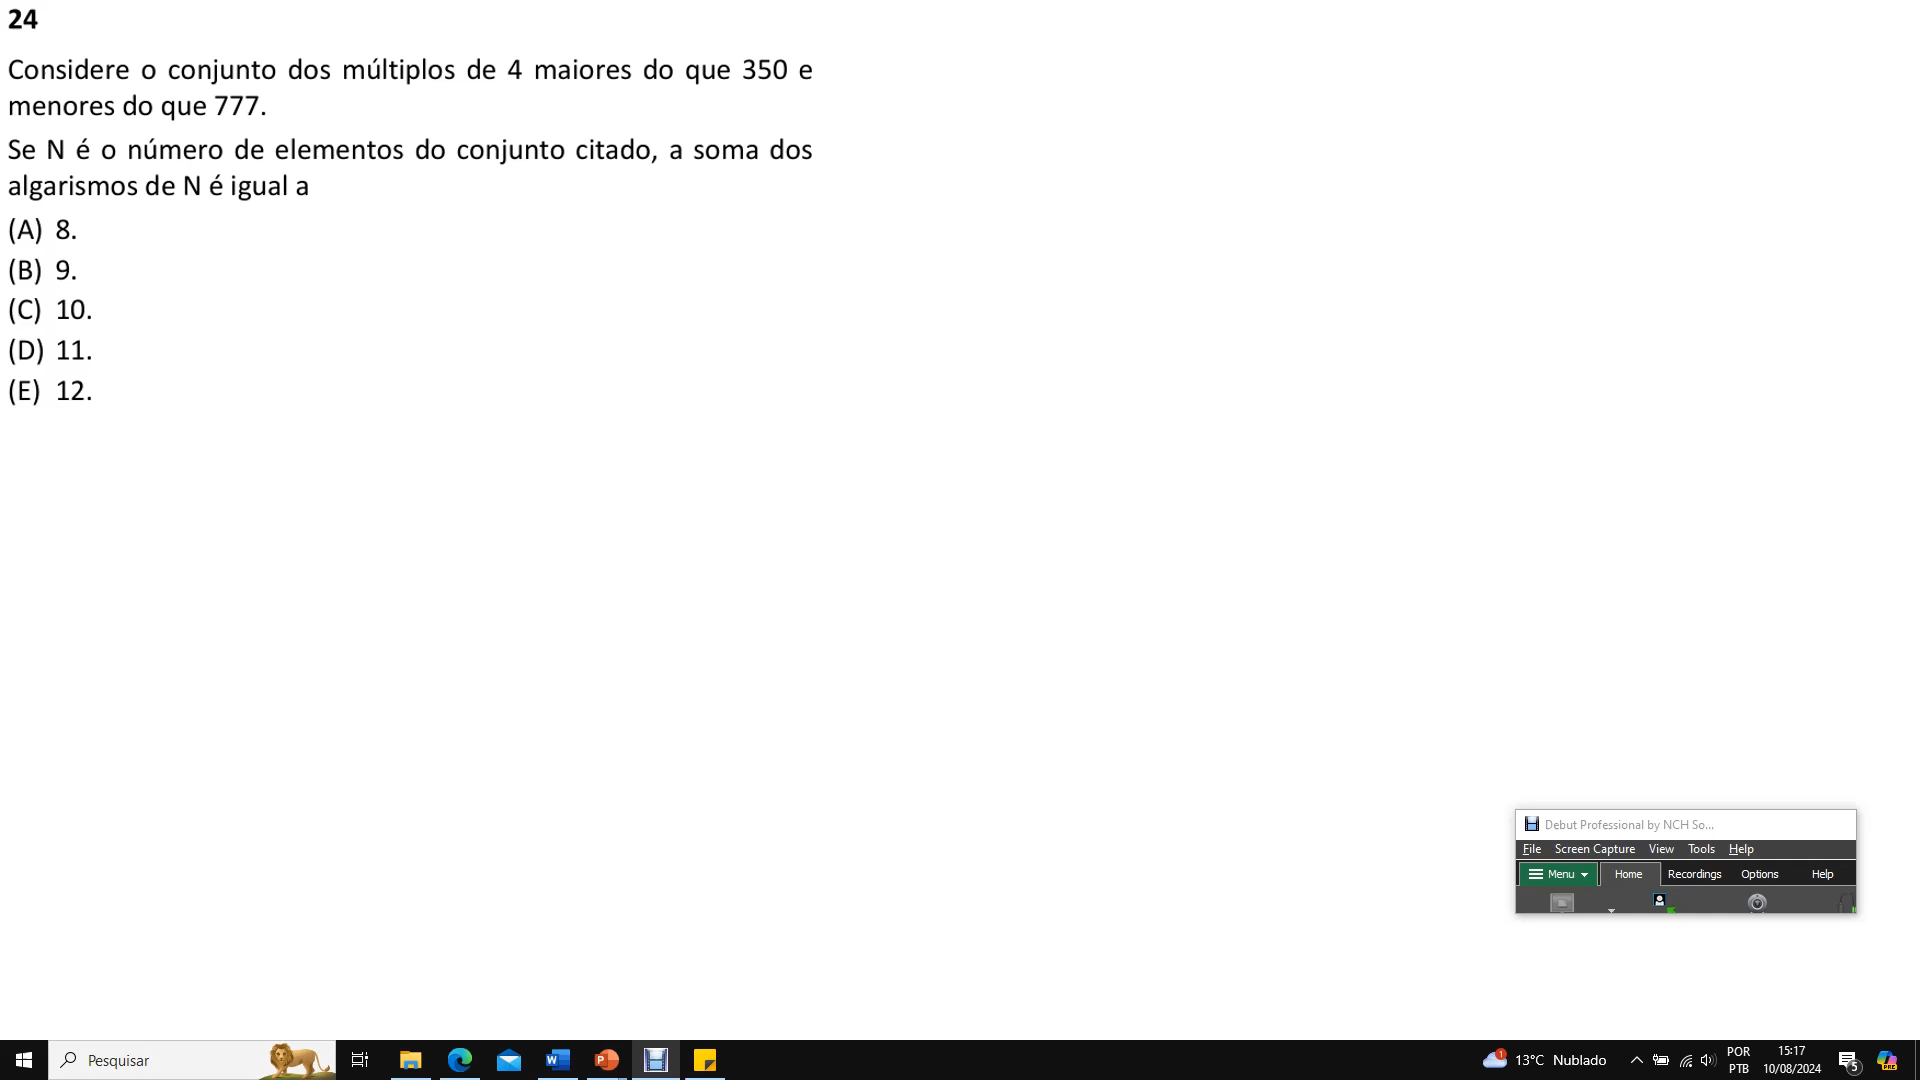 24
Considere o conjunto dos múltiplos de 4 maiores do que 350 e
menores do que 777.
Se N é o número de elementos do conjunto citado, a soma dos
algarismos de N é igual a
(A) 8.
(B) 9.
(C) 10.
(D) 11.
(E) 12.
Debut Professional by NCH So...
File Screen Capture View Tools Help
Menu Home Recordings Options Help
Pesquisar
1
13°C Nublado
POR
PTB
15:17
10/08/2024
5
PRE